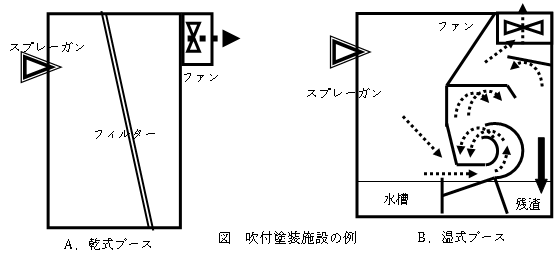 スプレーガン
ファン
フィルター
A．乾式ブース
ファン
スプレーガン
水槽
残渣
B．湿式ブース
図　吹付塗装施設の例